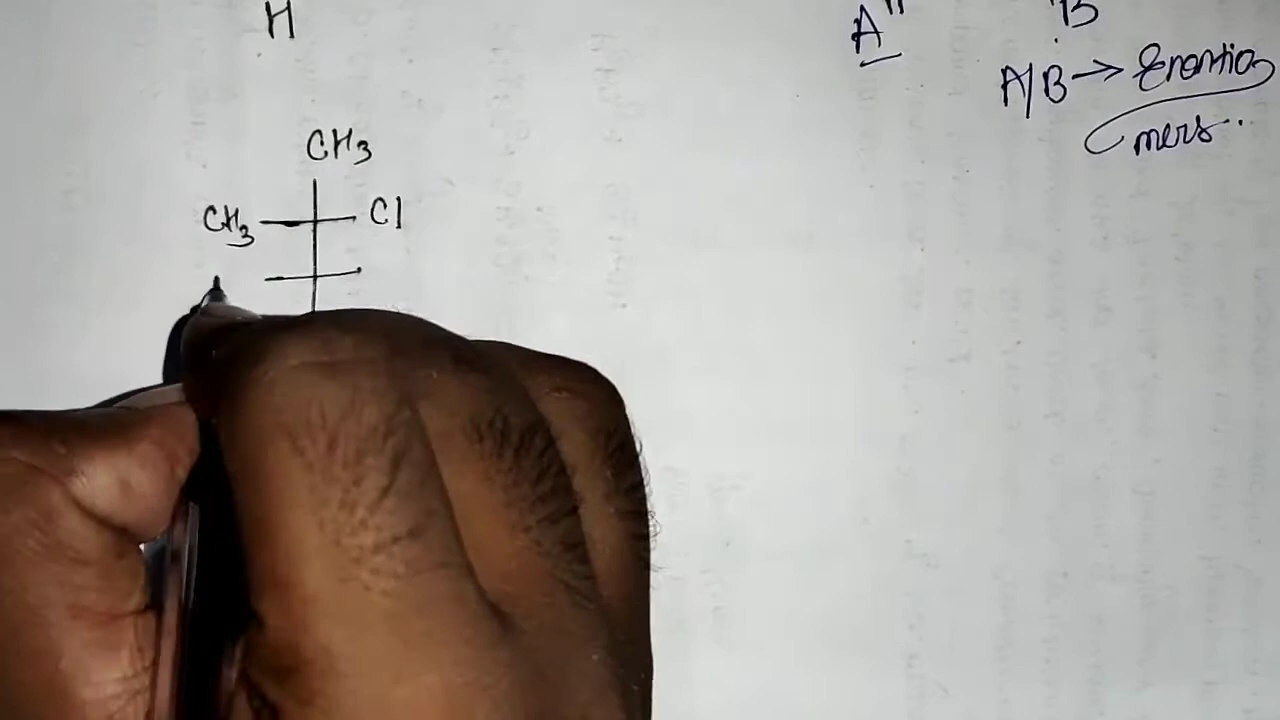 H
A"
'B
A/B → Enantio
mers..
CH3
CH3 Cl